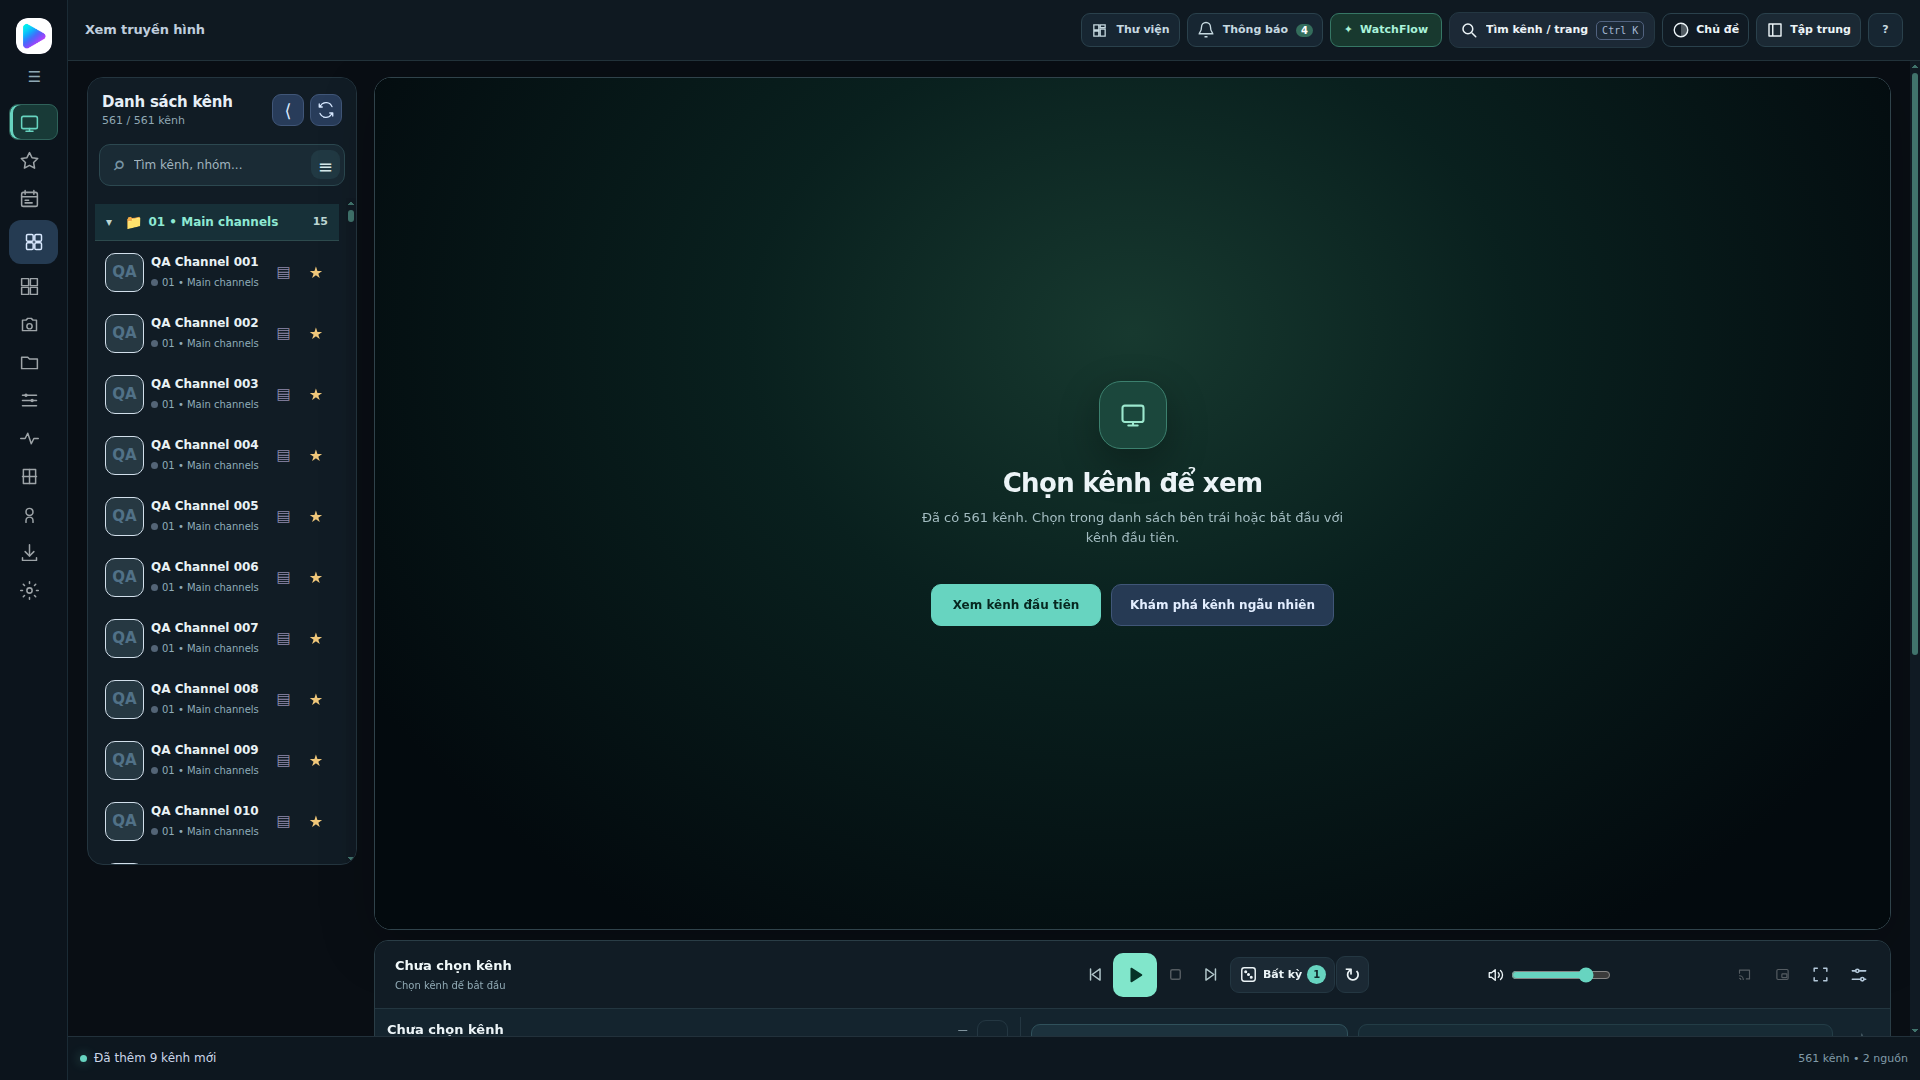 Xem truyền hình
Thư viện
Thông báo 4
WatchFlow
Tìm kênh / trang Ctrl K
Chủ đề
Tập trung
?
Danh sách kênh
561 / 561 kênh
Tìm kênh, nhóm...
01 • Main channels 15
QA QA Channel 001
01 • Main channels
QA QA Channel 002
01 • Main channels
QA QA Channel 003
01 • Main channels
QA QA Channel 004
01 • Main channels
QA QA Channel 005
01 • Main channels
QA QA Channel 006
01 • Main channels
QA QA Channel 007
01 • Main channels
QA QA Channel 008
01 • Main channels
QA QA Channel 009
01 • Main channels
QA QA Channel 010
01 • Main channels
Chọn kênh để xem
Đã có 561 kênh. Chọn trong danh sách bên trái hoặc bắt đầu với
kênh đầu tiên.
Xem kênh đầu tiên
Khám phá kênh ngẫu nhiên
Chưa chọn kênh
Chọn kênh để bắt đầu
Bất kỳ 1
Chưa chọn kênh
Đã thêm 9 kênh mới
561 kênh • 2 nguồn